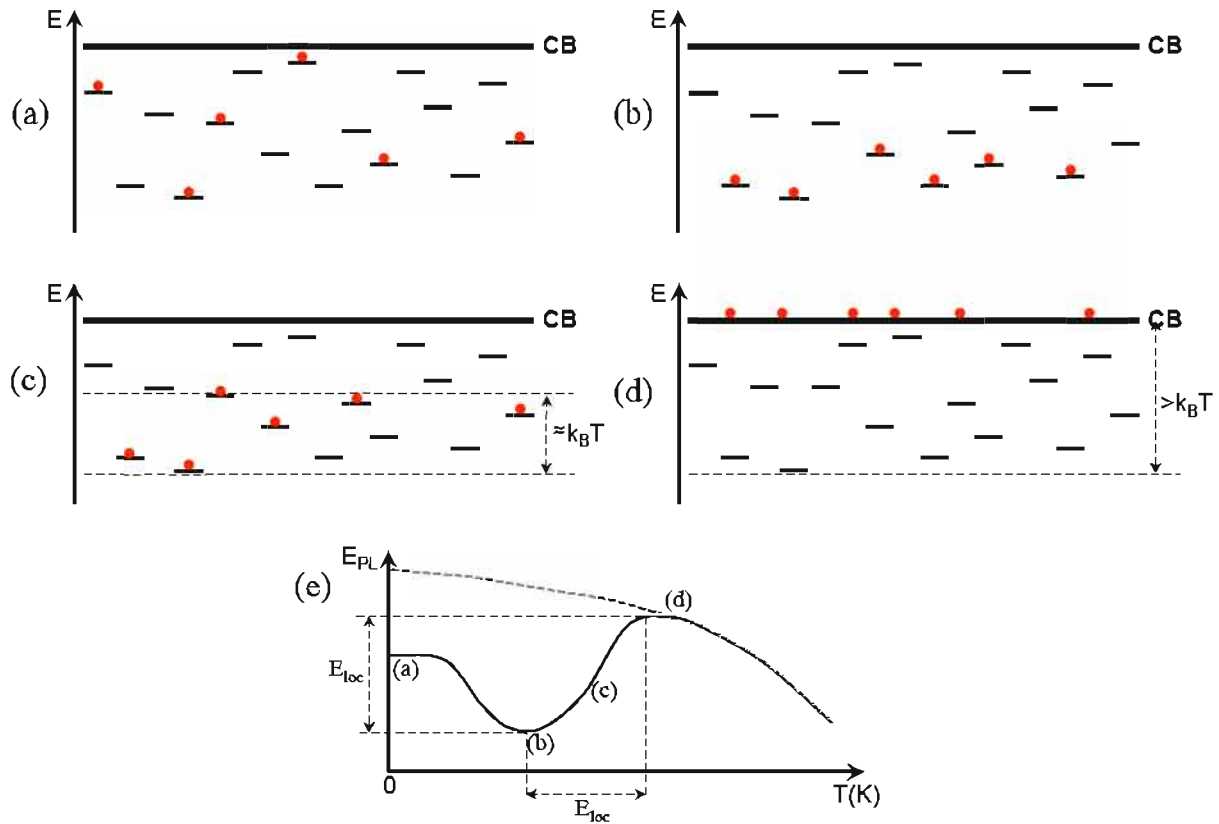 E
CB
(a)
E
CB
(b)
E
CB
(c)
≈k_BT
E
CB
(d)
>k_BT
(e)
E_PL
(d)
E_loc
(a)
(c)
(b)
0
E_loc
T(K)